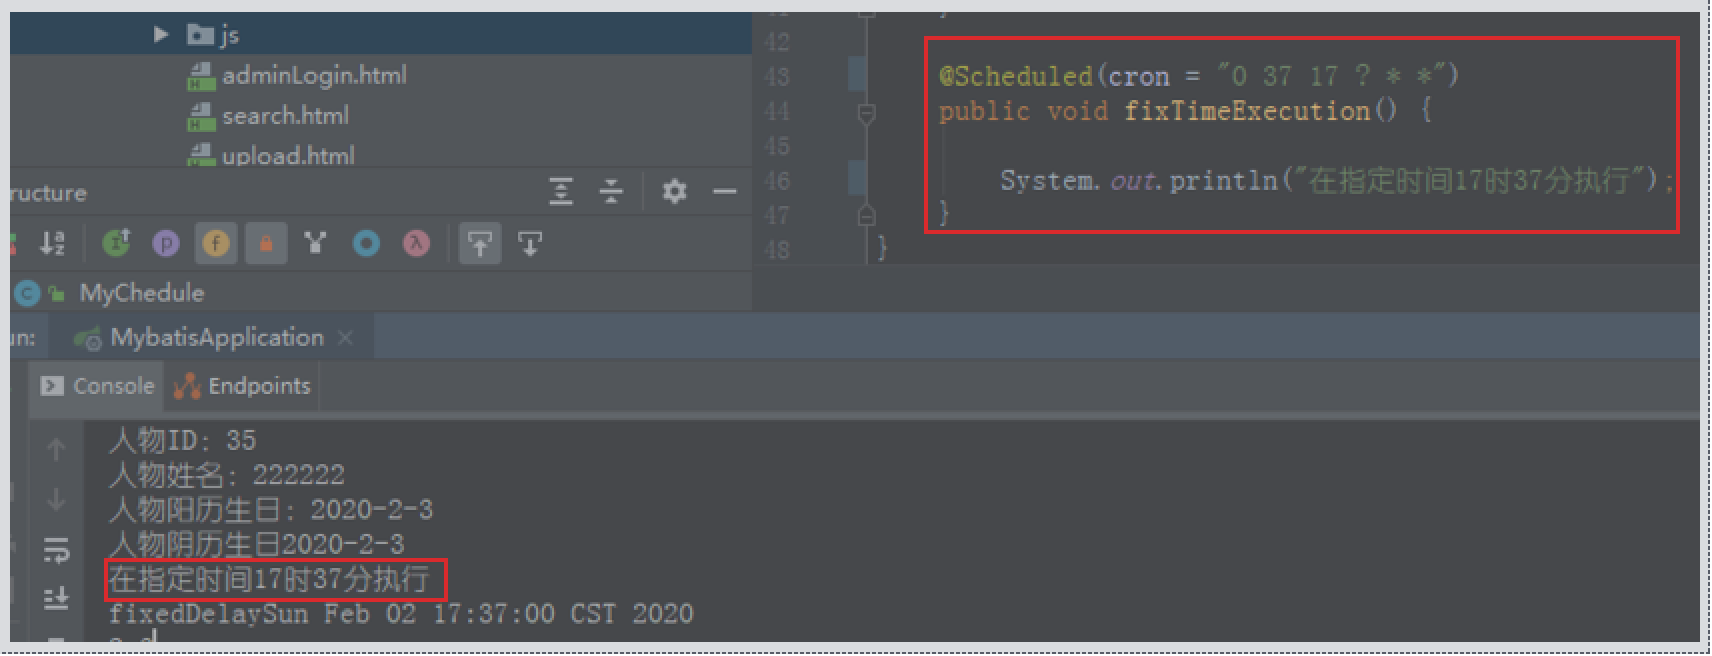 js
adminLogin.html
search.html
upload.html
ructure
MyChedule
42
43 @Scheduled(cron = "0 37 17 ? * *")
44 public void fixTimeExecution() {
45
46 System.out.println("在指定时间17时37分执行");
47 }
48 }
un: MybatisApplication
Console Endpoints
人物ID: 35
人物姓名: 222222
人物阳历生日: 2020-2-3
人物阴历生日2020-2-3
在指定时间17时37分执行
fixedDelaySun Feb 02 17:37:00 CST 2020